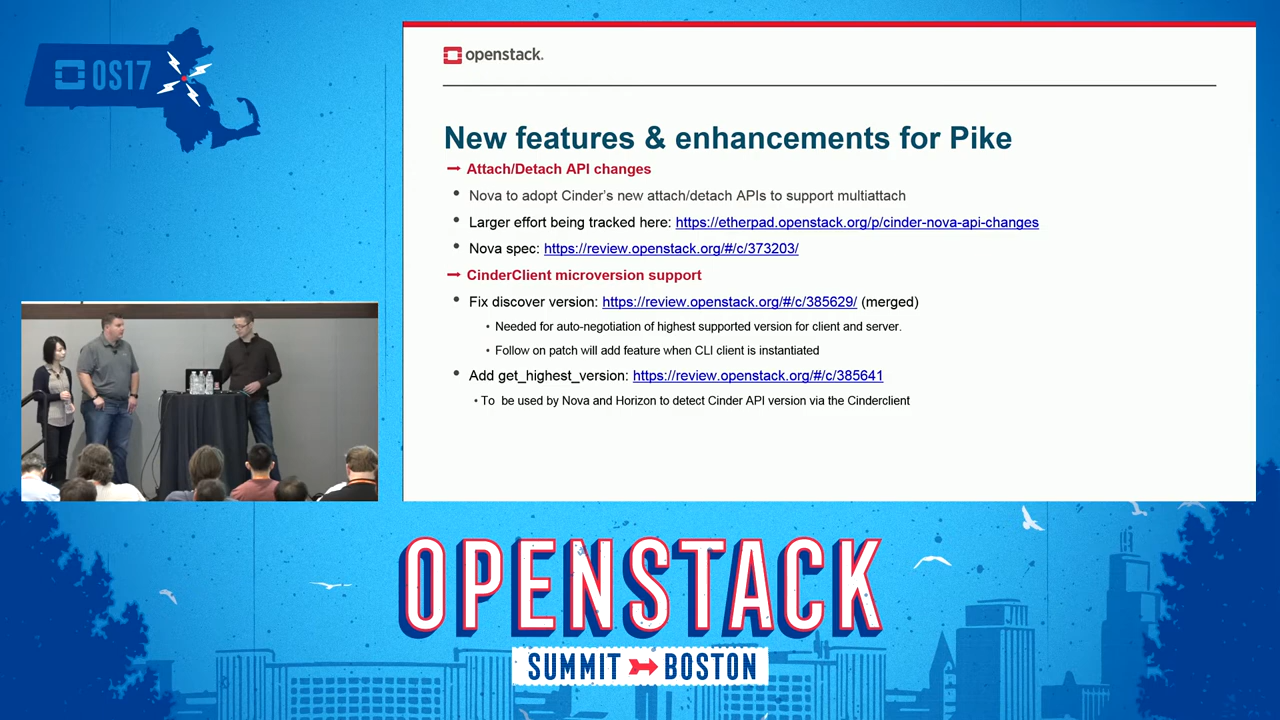 OS17
openstack.
New features & enhancements for Pike
Attach/Detach API changes
• Nova to adopt Cinder's new attach/detach APIs to support multiattach
• Larger effort being tracked here: https://etherpad.openstack.org/p/cinder-nova-api-changes
• Nova spec: https://review.openstack.org/#/c/373203/
CinderClient microversion support
• Fix discover version: https://review.openstack.org/#/c/385629/ (merged)
• Needed for auto-negotiation of highest supported version for client and server.
• Follow on patch will add feature when CLI client is instantiated
• Add get_highest_version: https://review.openstack.org/#/c/385641
• To be used by Nova and Horizon to detect Cinder API version via the Cinderclient
OPENSTACK
SUMMIT BOSTON